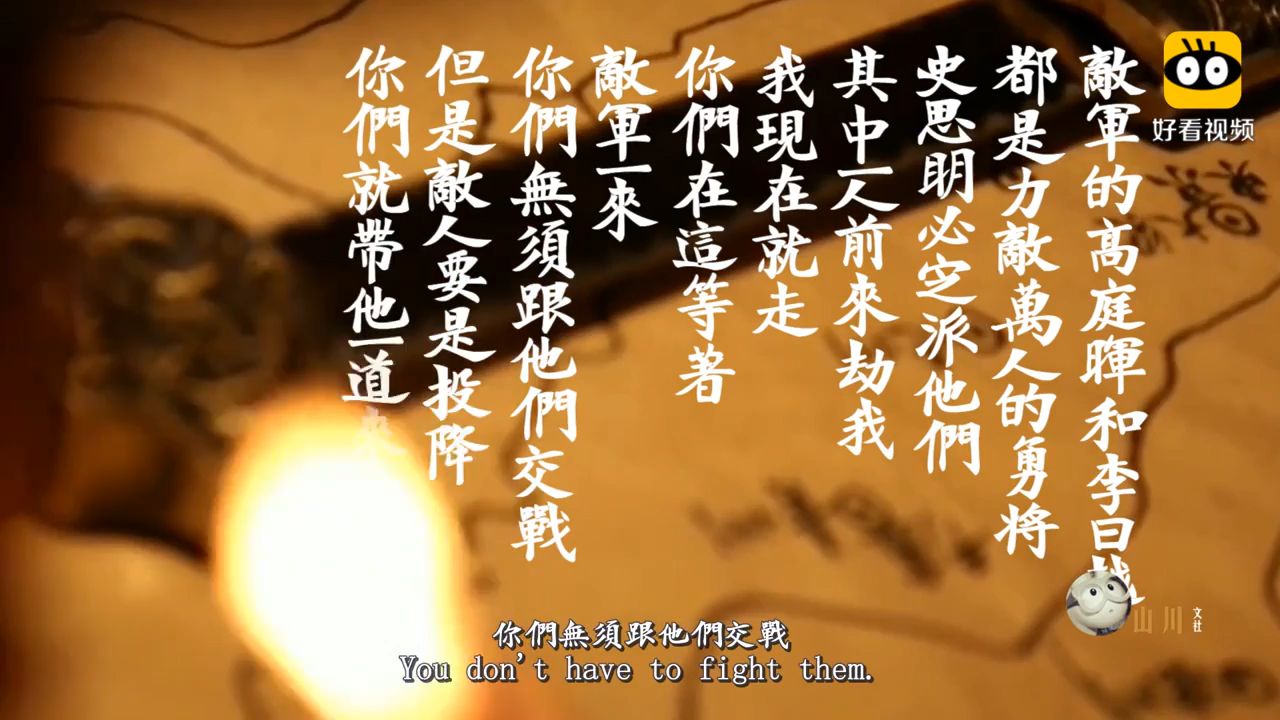 敵軍的高庭暉和李日
都是力敵萬人的勇將
史思明必定派他們
其中一人前來劫我
我現在就走
你們在這等著
敵軍一來
你們無須跟他們交戰
但是敵人要是投降
你們就帶他一道來
好看视频
山川
文社
你們無須跟他們交戰
You don't have to fight them.